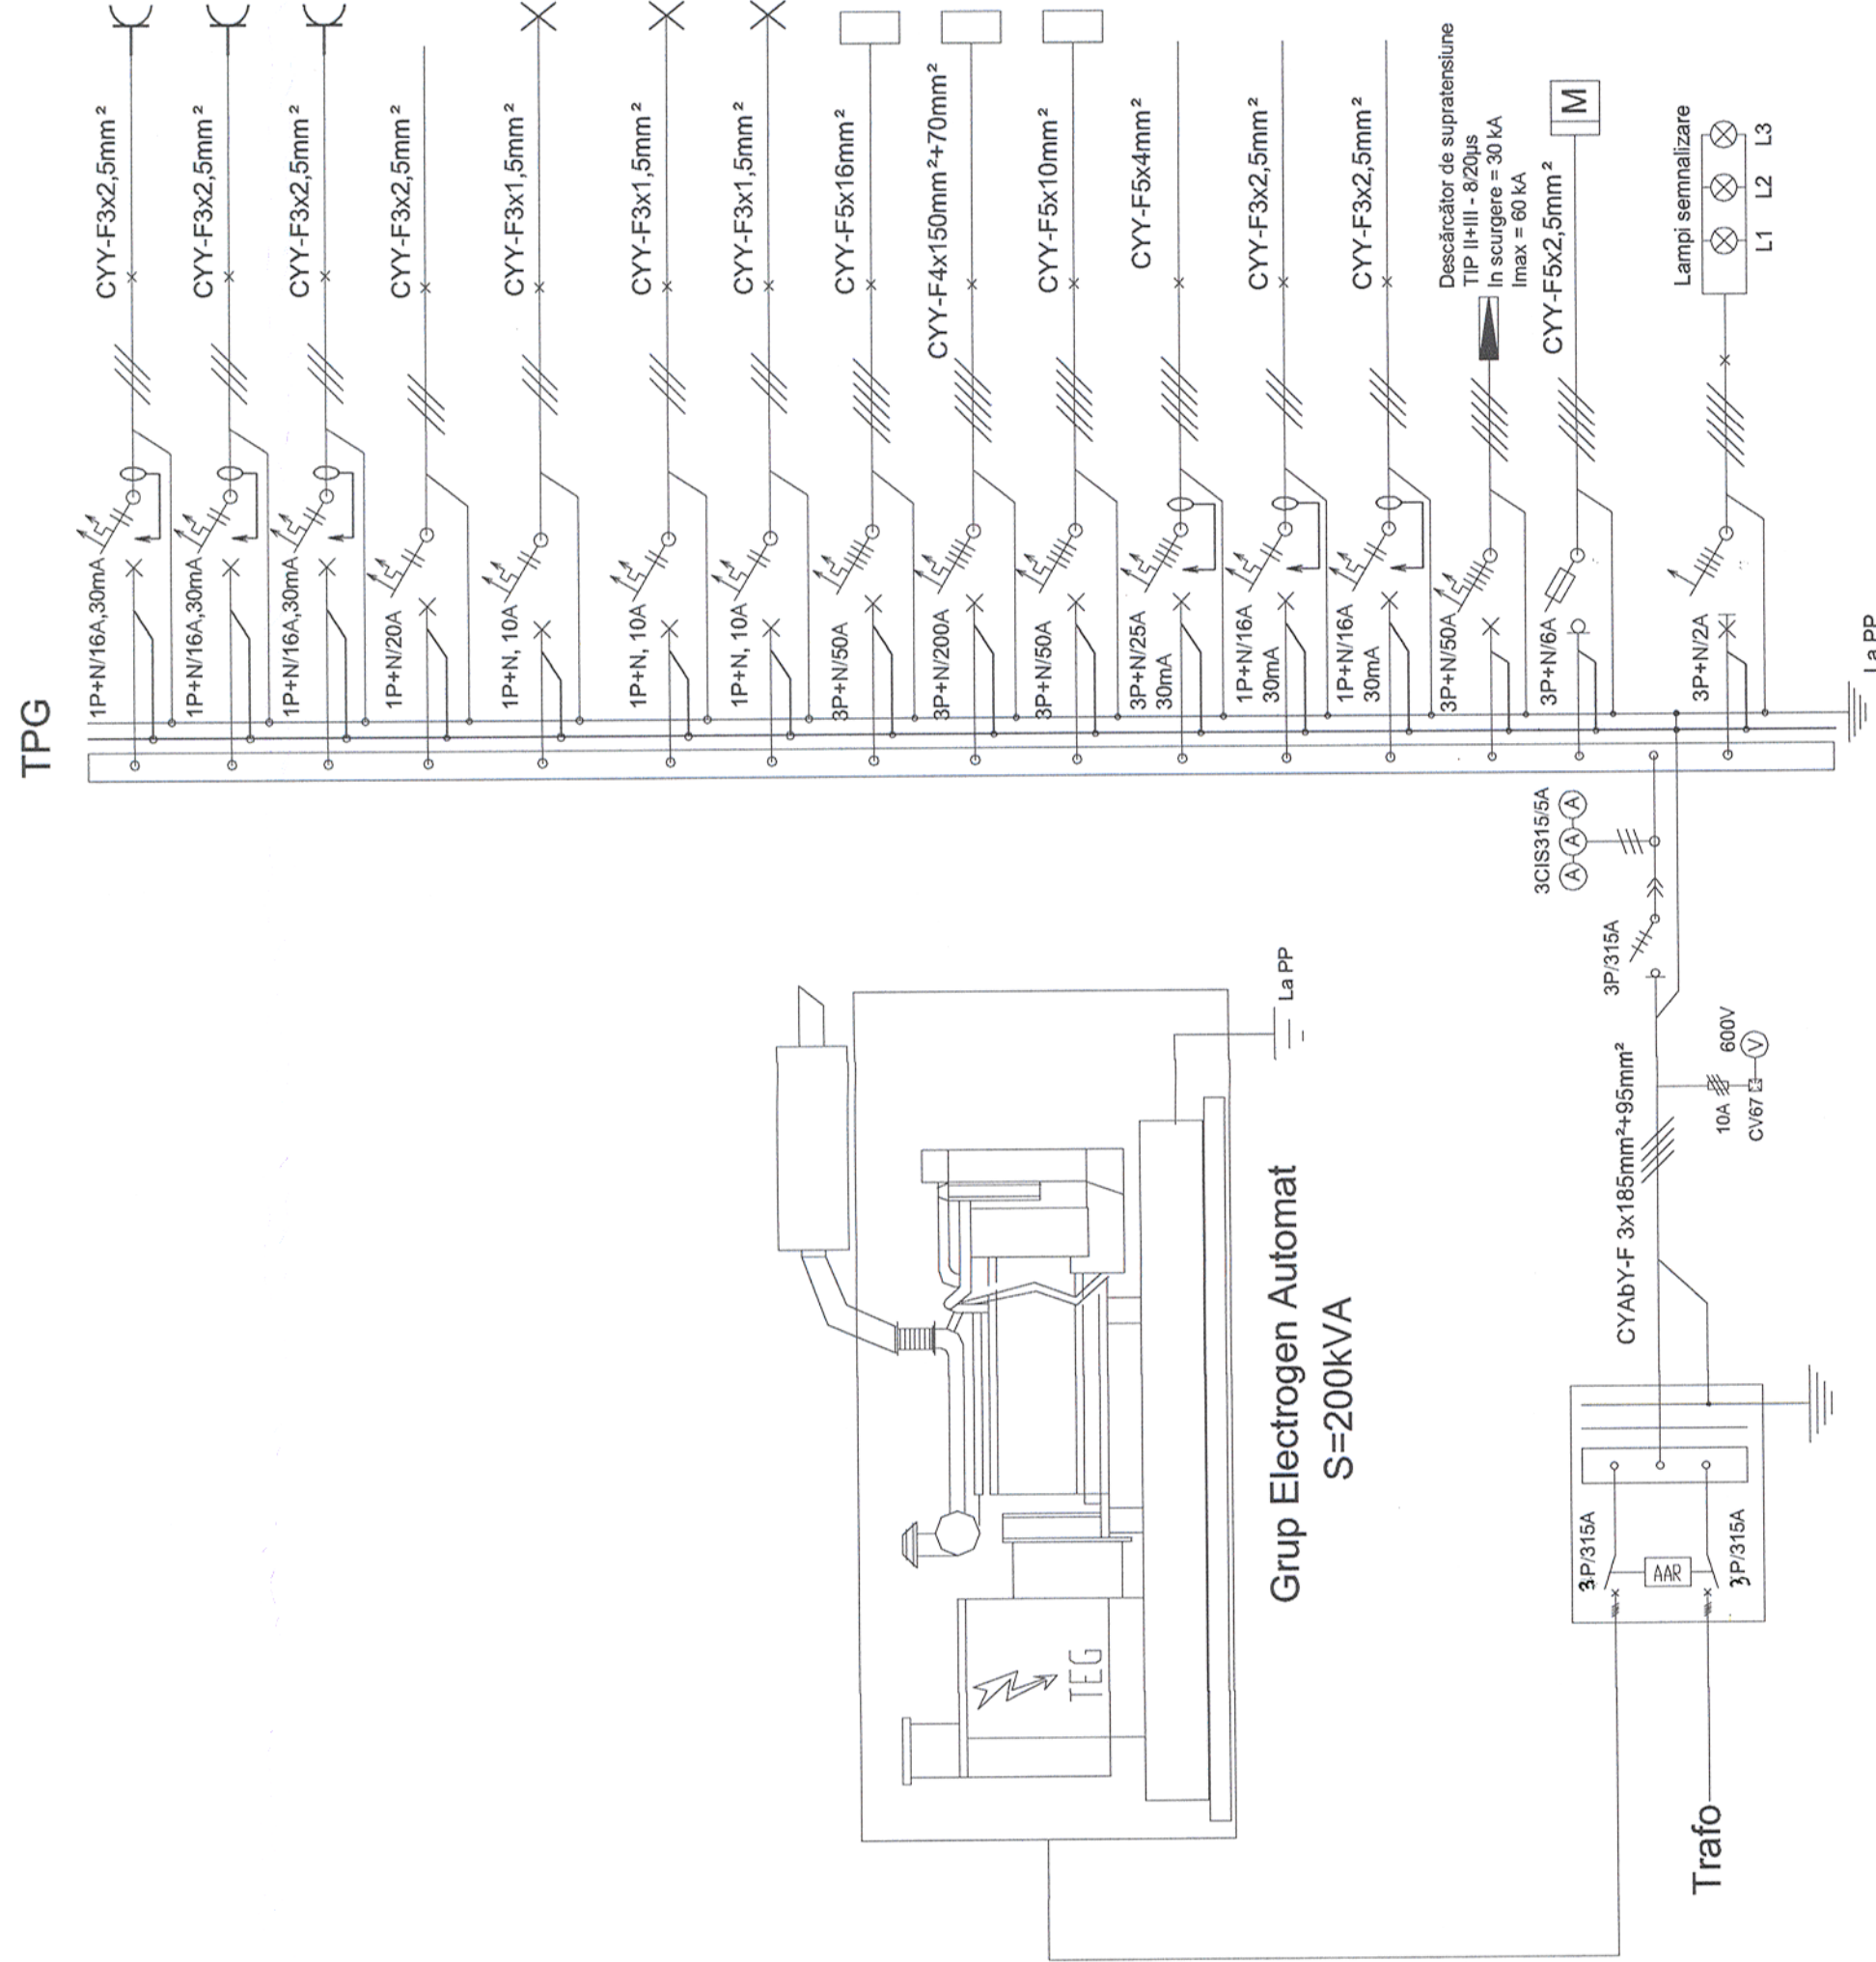 TPG
1P+N/16A,30mA
CYY-F3x2,5mm²
1P+N/16A,30mA
CYY-F3x2,5mm²
1P+N/16A,30mA
CYY-F3x2,5mm²
1P+N/20A
CYY-F3x2,5mm²
1P+N, 10A
CYY-F3x1,5mm²
1P+N, 10A
CYY-F3x1,5mm²
1P+N, 10A
CYY-F3x1,5mm²
3P+N/50A
CYY-F5x16mm²
3P+N/200A
CYY-F4x150mm²+70mm²
3P+N/50A
CYY-F5x10mm²
3P+N/25A
30mA
CYY-F5x4mm²
1P+N/16A
30mA
CYY-F3x2,5mm²
1P+N/16A
30mA
CYY-F3x2,5mm²
3P+N/50A
Descărcător de supratensiune
TIP II+III - 8/20µs
In scurgere = 30 kA
Imax = 60 kA
3P+N/6A
CYY-F5x2,5mm²
M
3P+N/2A
Lampi semnalizare
L1 L2 L3
La PP
3CIS315/5A
A A A
3P/315A
600V
V
10A
CV67
CYAbY-F 3x185mm²+95mm²
La PP
TEG
Grup Electrogen Automat
S=200kVA
3P/315A
AAR
3P/315A
Trafo